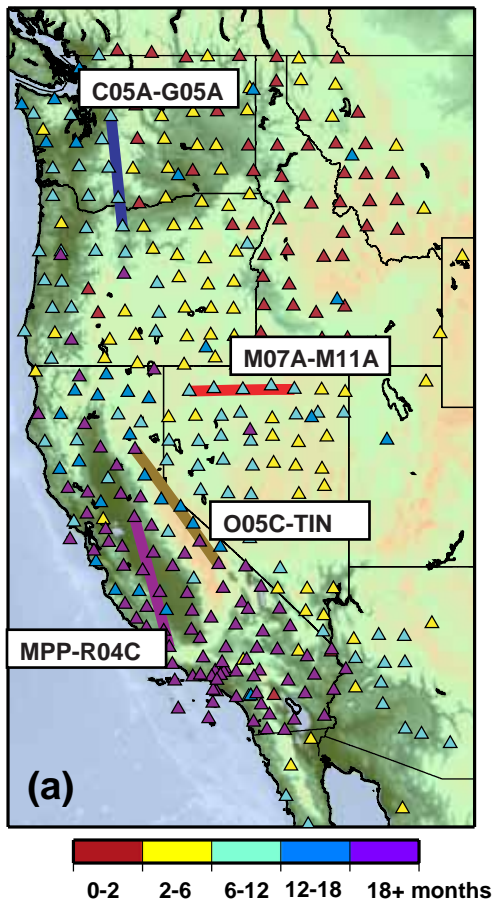 C05A-G05A
M07A-M11A
O05C-TIN
MPP-R04C
(a)
0-2 2-6 6-12 12-18 18+ months